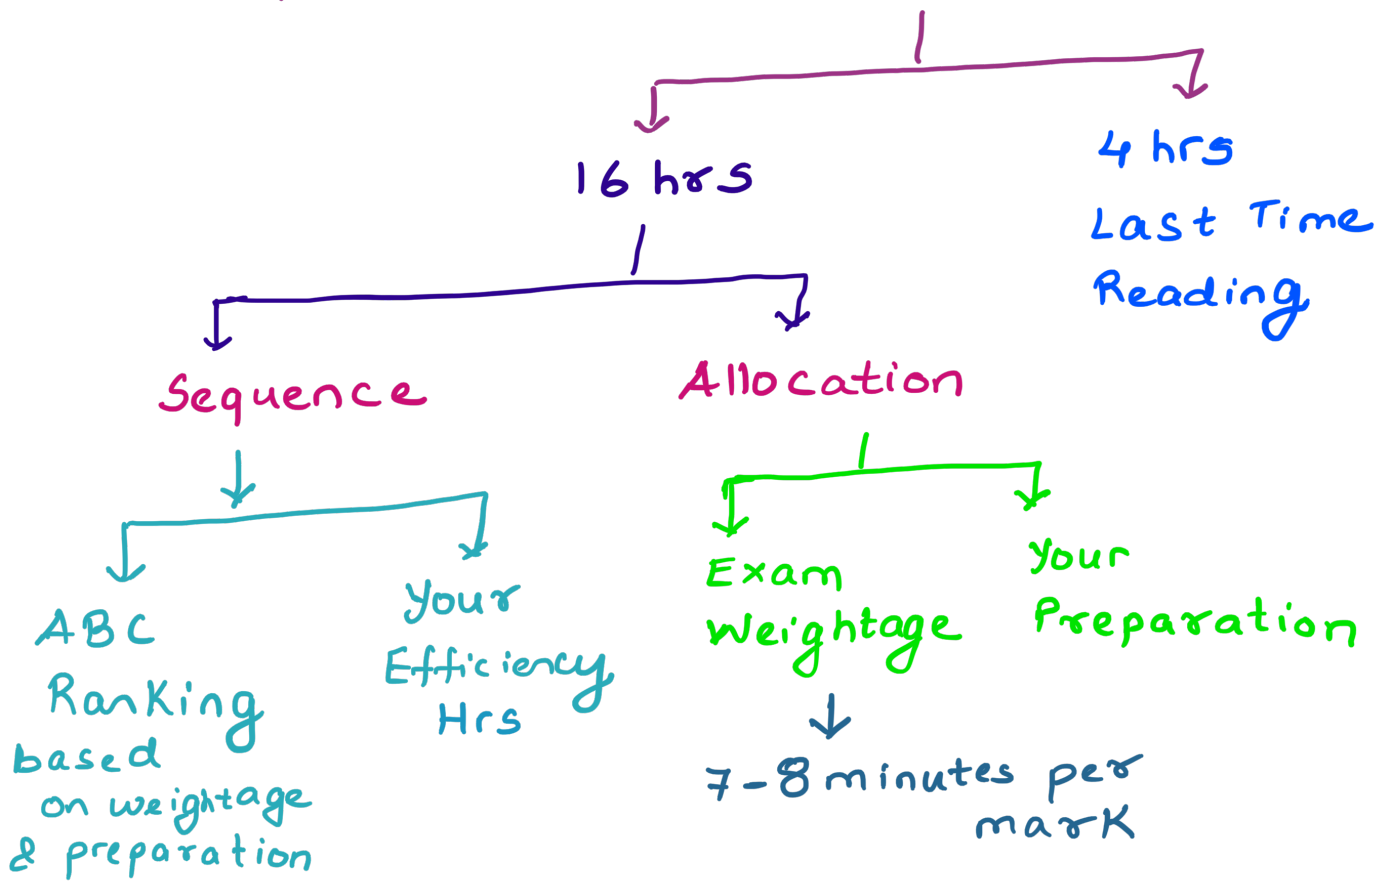 16 hrs
4 hrs
Last Time
Reading
Sequence
Allocation
ABC
Ranking
based
on weightage
& preparation
Your
Efficiency
Hrs
Exam
Weightage
Your
Preparation
7-8 minutes per
mark